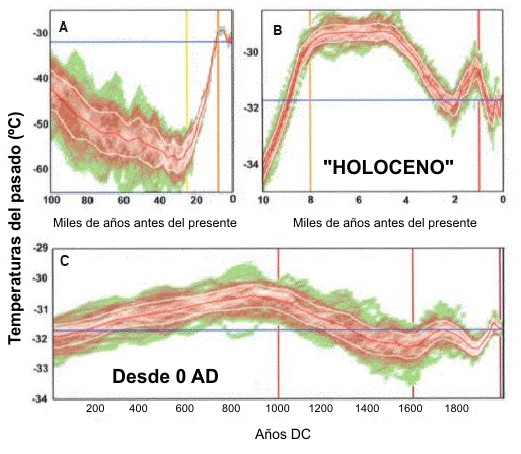 Temperaturas del pasado (ºC)
A
-30
-40
-50
-60
100 80 60 40 20 0
Miles de años antes del presente
B
-30
-32
-34
"HOLOCENO"
10 8 6 4 2 0
Miles de años antes del presente
C
-29
-30
-31
-32
-33
-34
Desde 0 AD
200 400 600 800 1000 1200 1400 1600 1800
Años DC